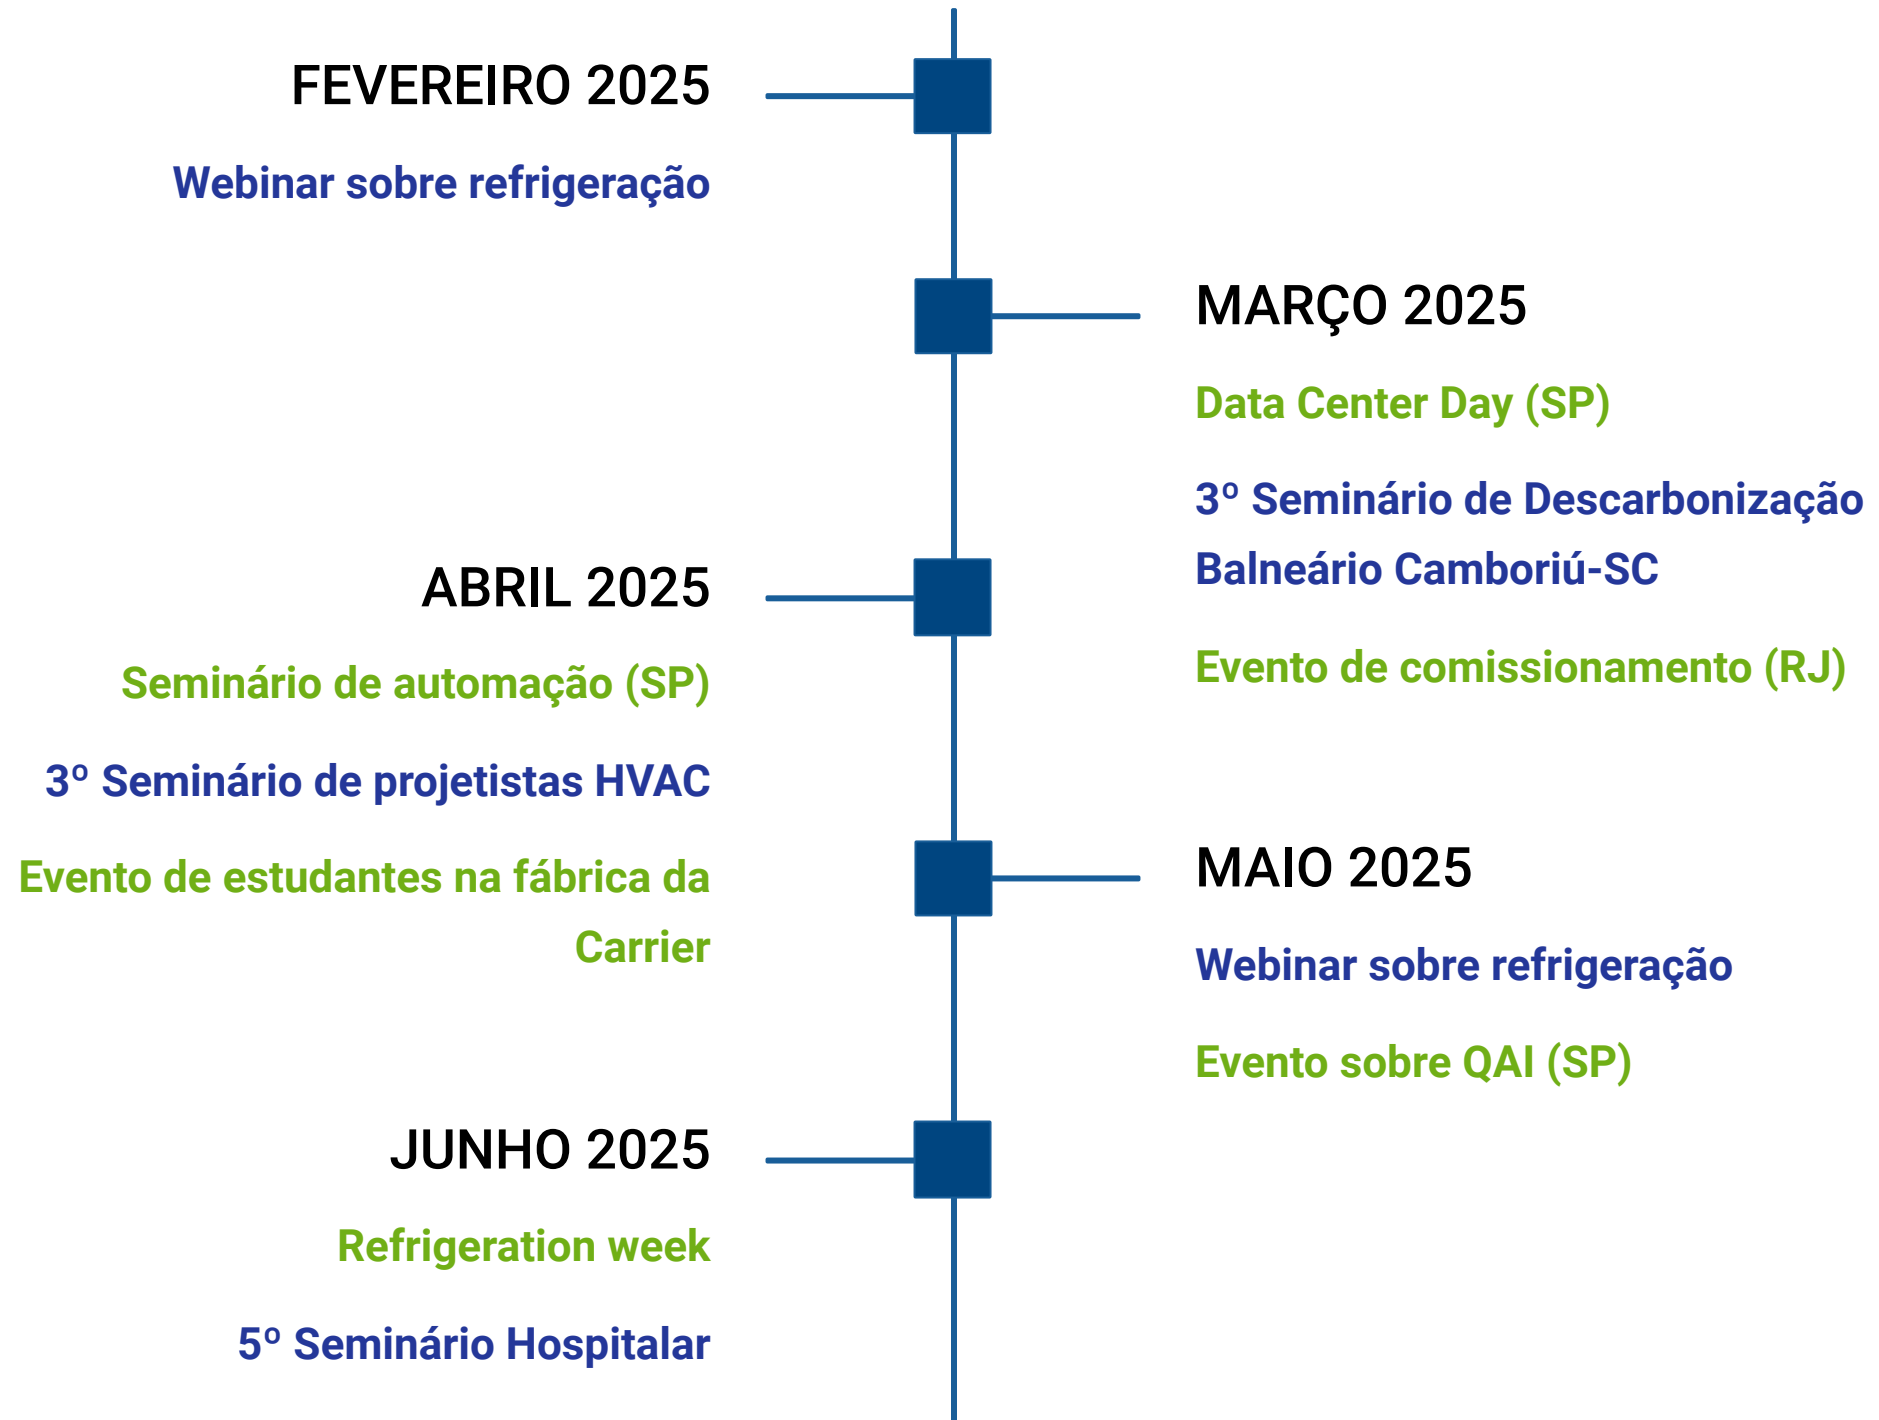 FEVEREIRO 2025
Webinar sobre refrigeração
MARÇO 2025
Data Center Day (SP)
3º Seminário de Descarbonização
Balneário Camboriú-SC
Evento de comissionamento (RJ)
ABRIL 2025
Seminário de automação (SP)
3º Seminário de projetistas HVAC
Evento de estudantes na fábrica da
Carrier
MAIO 2025
Webinar sobre refrigeração
Evento sobre QAI (SP)
JUNHO 2025
Refrigeration week
5º Seminário Hospitalar